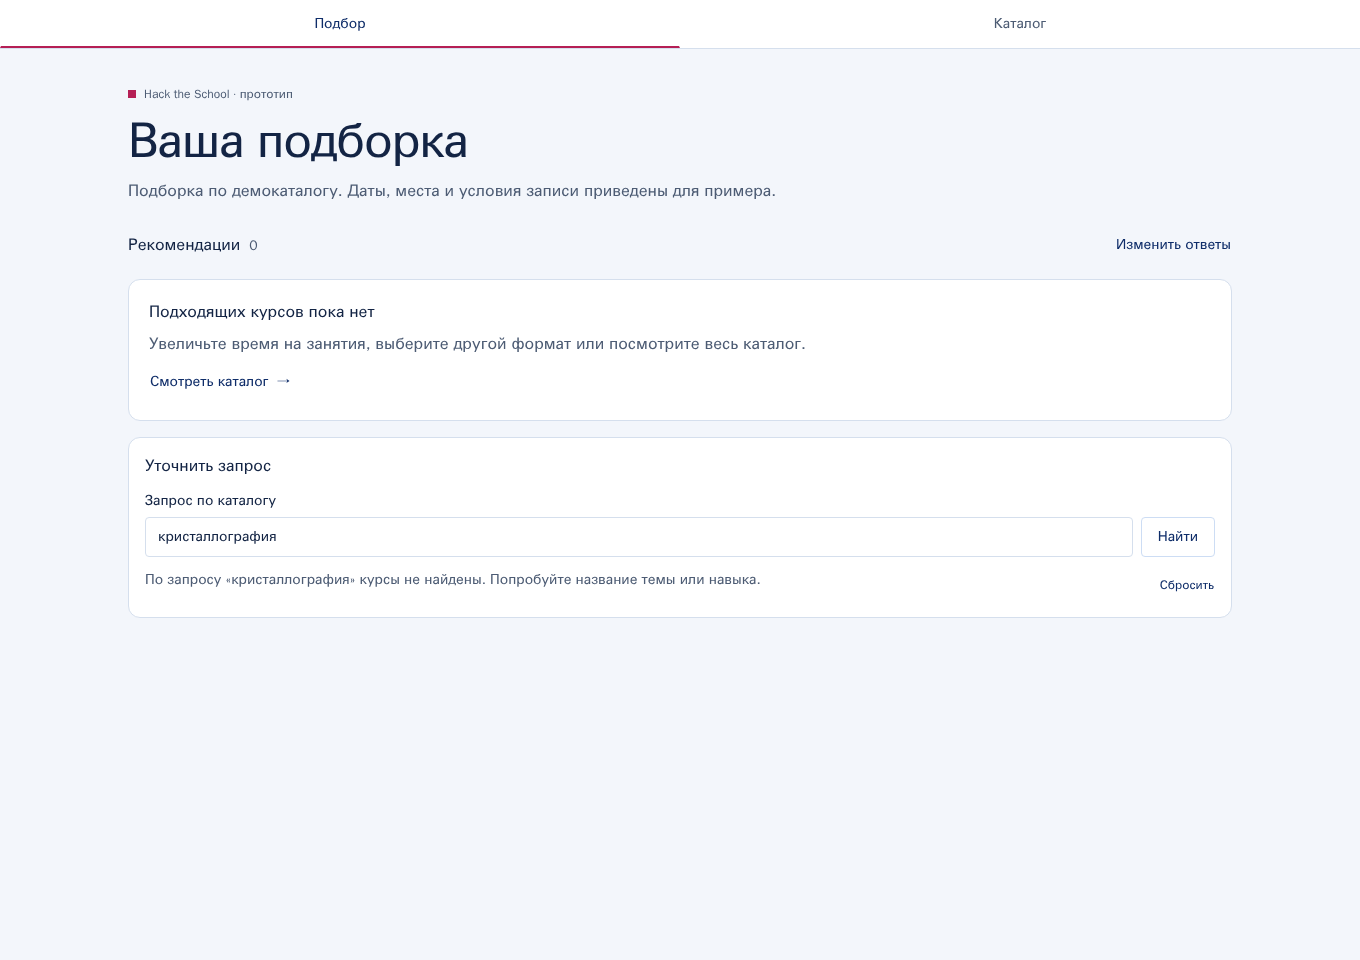 Подбор
Каталог
Hack the School · прототип
Ваша подборка
Подборка по демокаталогу. Даты, места и условия записи приведены для примера.
Рекомендации 0
Изменить ответы
Подходящих курсов пока нет
Увеличьте время на занятия, выберите другой формат или посмотрите весь каталог.
Смотреть каталог →
Уточнить запрос
Запрос по каталогу
кристаллография
Найти
По запросу «кристаллография» курсы не найдены. Попробуйте название темы или навыка.
Сбросить